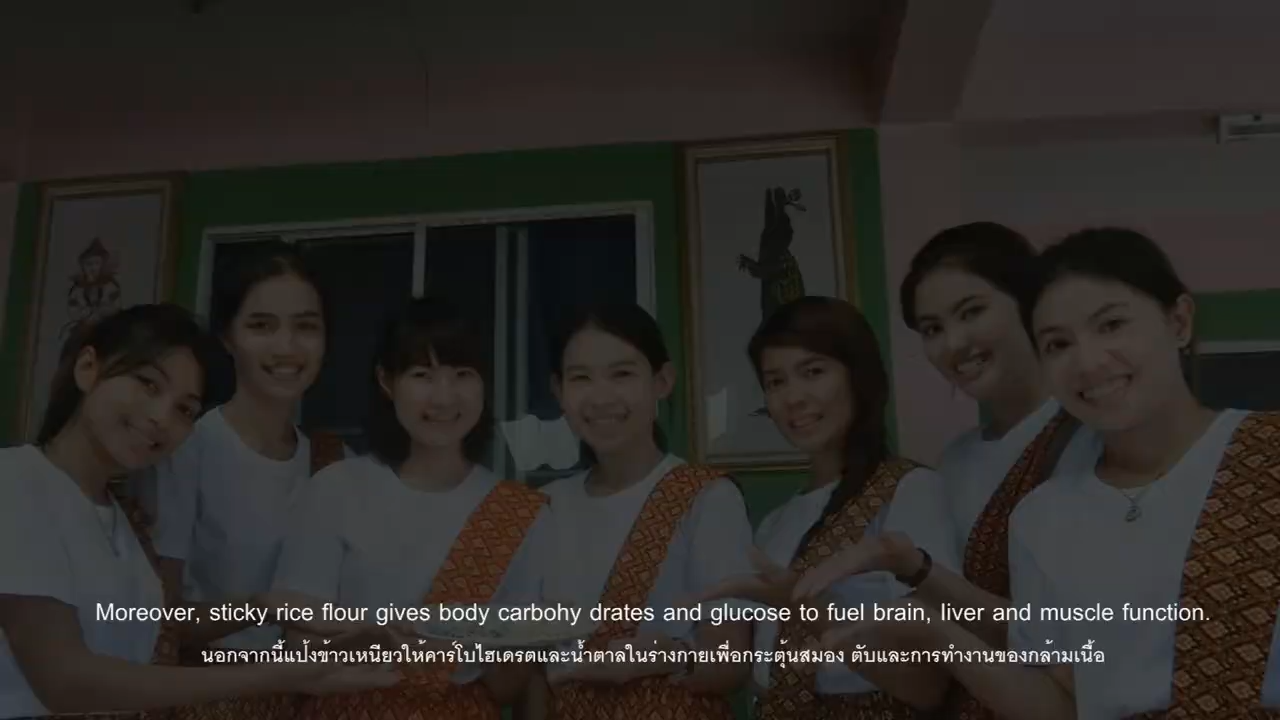 Moreover, sticky rice flour gives body carbohy drates and glucose to fuel brain, liver and muscle function.
นอกจากนี้แป้งข้าวเหนียวให้คาร์โบไฮเดรตและน้ำตาลในร่างกายเพื่อกระตุ้นสมอง ตับและการทำงานของกล้ามเนื้อ